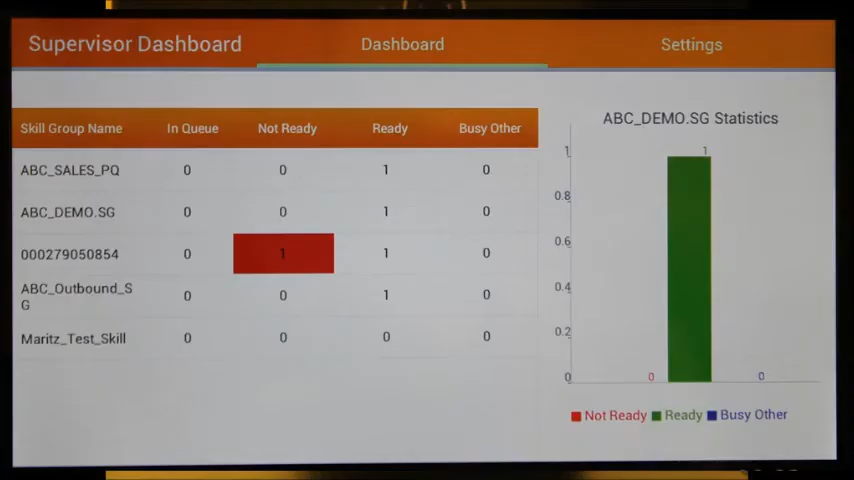 Supervisor Dashboard Dashboard Settings
Skill Group Name In Queue Not Ready Ready Busy Other
ABC_SALES_PQ 0 0 1 0
ABC_DEMO.SG 0 0 1 0
000279050854 0 1 1 0
ABC_Outbound_S
G 0 0 1 0
Maritz_Test_Skill 0 0 0 0
ABC_DEMO.SG Statistics
1
0.8
0.6
0.4
0.2
0
1
0
0
Not Ready Ready Busy Other